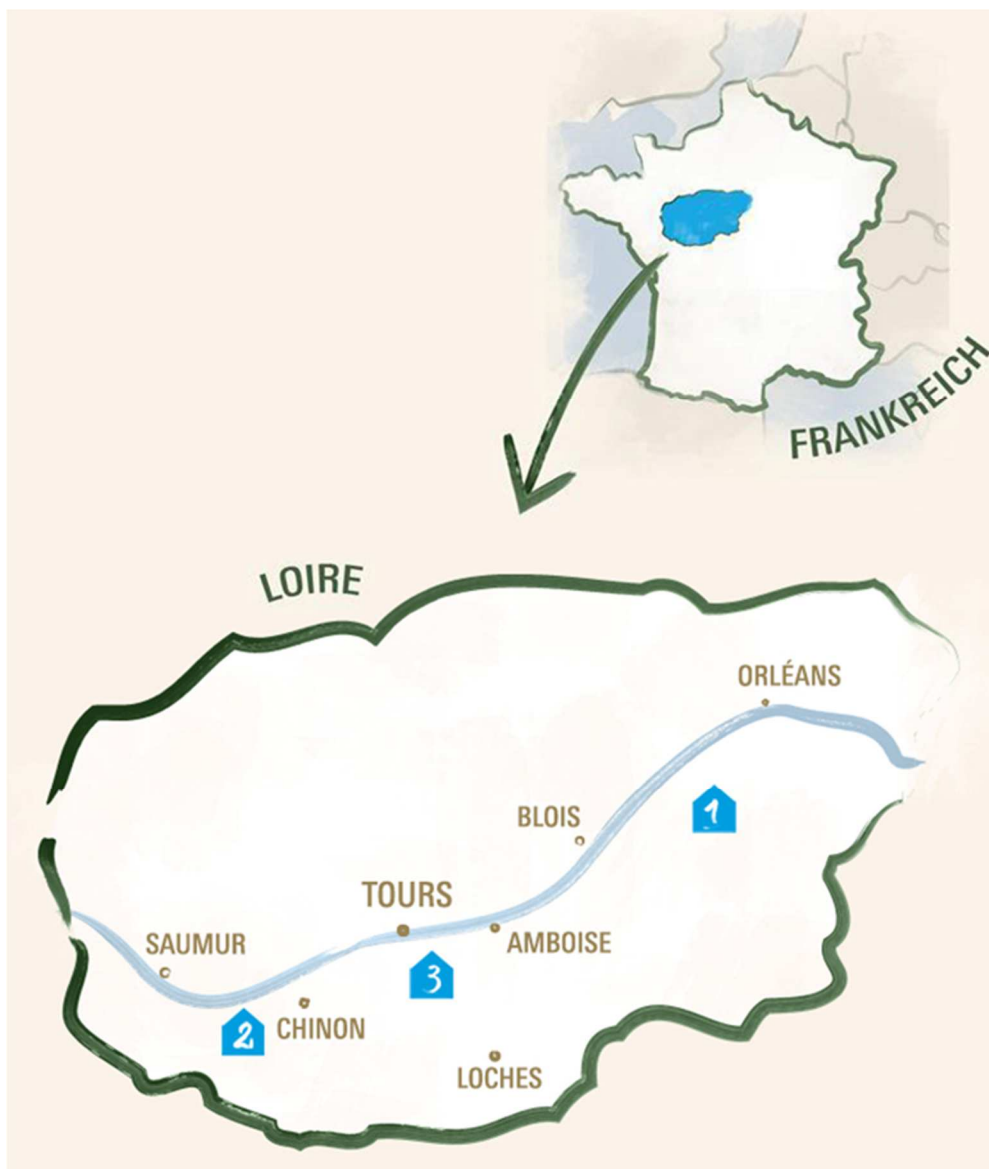 FRANKREICH
LOIRE
ORLÉANS
1
BLOIS
TOURS
AMBOISE
3
SAUMUR
2
CHINON
LOCHES